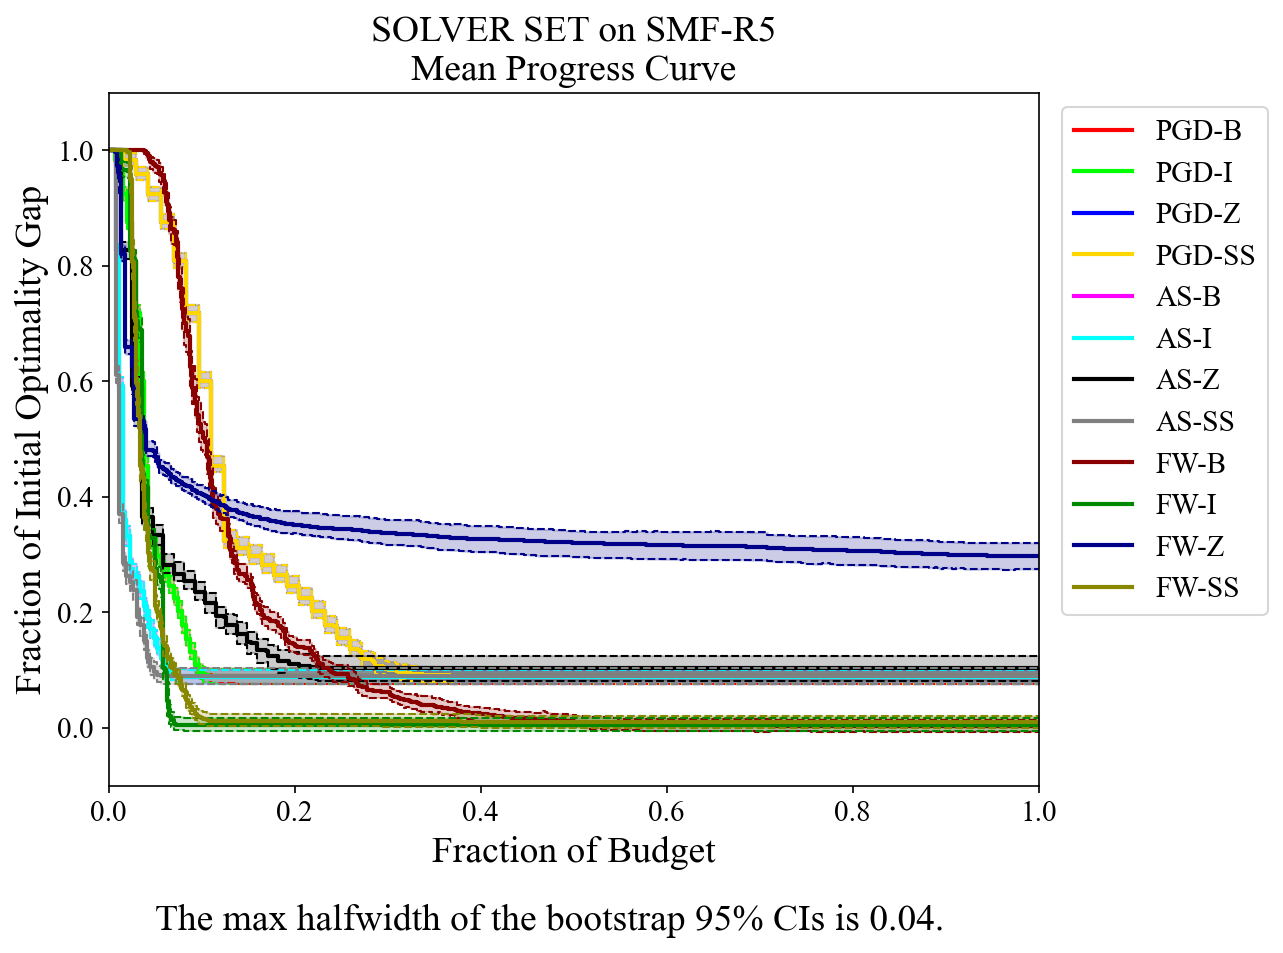 SOLVER SET on SMF-R5
Mean Progress Curve
Fraction of Initial Optimality Gap
1.0
0.8
0.6
0.4
0.2
0.0
0.0 0.2 0.4 0.6 0.8 1.0
Fraction of Budget
The max halfwidth of the bootstrap 95% CIs is 0.04.
PGD-B
PGD-I
PGD-Z
PGD-SS
AS-B
AS-I
AS-Z
AS-SS
FW-B
FW-I
FW-Z
FW-SS